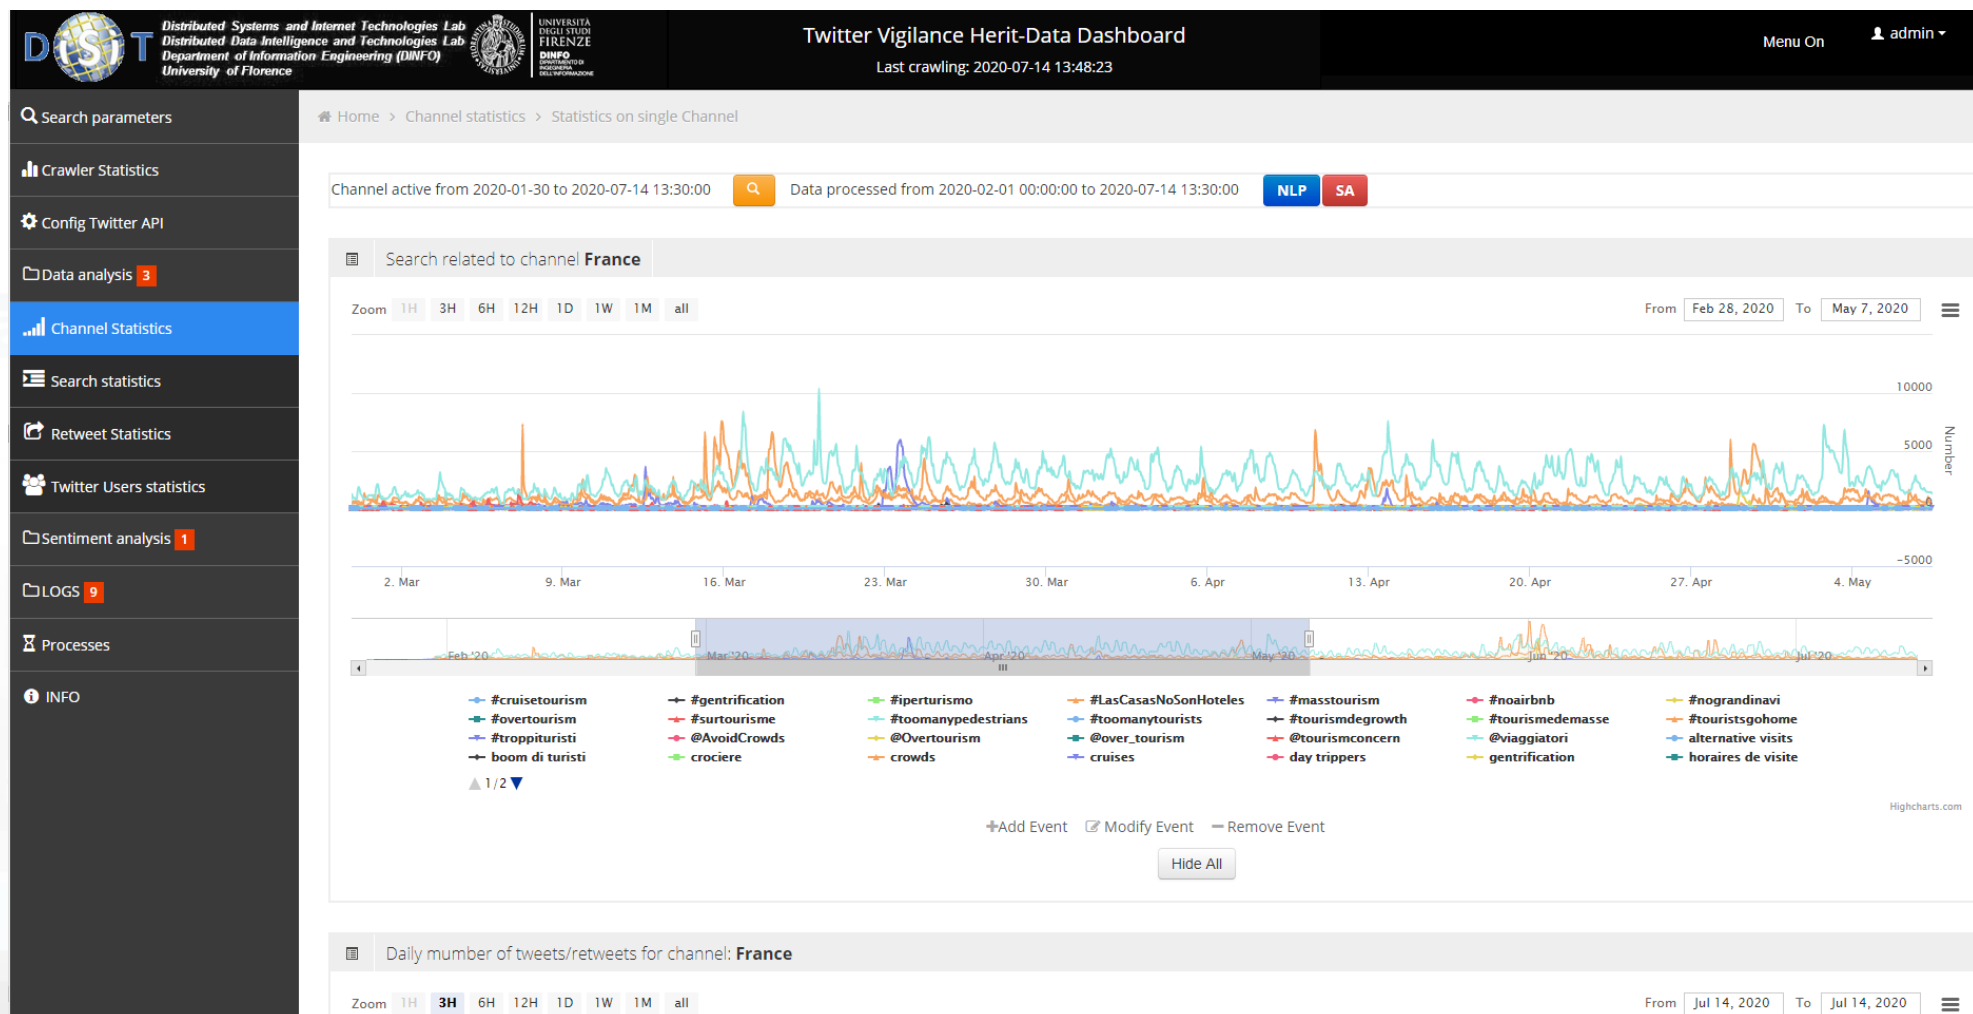 DISIT
Distributed Systems and Internet Technologies Lab
Distributed Data Intelligence and Technologies Lab
Department of Information Engineering (DINFO)
University of Florence
UNIVERSITÀ
DEGLI STUDI
FIRENZE
DINFO
DIPARTIMENTO DI
INGEGNERIA
DELL'INFORMAZIONE
Twitter Vigilance Herit-Data Dashboard
Last crawling: 2020-07-14 13:48:23
Menu On
admin
Search parameters
Crawler Statistics
Config Twitter API
Data analysis 3
Channel Statistics
Search statistics
Retweet Statistics
Twitter Users statistics
Sentiment analysis 1
LOGS 9
Processes
INFO
Home > Channel statistics > Statistics on single Channel
Channel active from 2020-01-30 to 2020-07-14 13:30:00 Data processed from 2020-02-01 00:00:00 to 2020-07-14 13:30:00 NLP SA
Search related to channel France
Zoom 1H 3H 6H 12H 1D 1W 1M all From Feb 28, 2020 To May 7, 2020
10000
5000
0
-5000
Number
2. Mar 9. Mar 16. Mar 23. Mar 30. Mar 6. Apr 13. Apr 20. Apr 27. Apr 4. May
Feb '20 Mar '20 Apr '20 May '20 Jun '20 Jul '20
#cruisetourism #gentrification #iperturismo #LasCasasNoSonHoteles #masstourism #noairbnb #nograndinavi
#overtourism #surtourisme #toomanypedestrians #toomanytourists #tourismdegrowth #tourismedemasse #touristsgohome
#troppituristi @AvoidCrowds @Overtourism @over_tourism @tourismconcern @viaggiatori alternative visits
boom di turisti crociere crowds cruises day trippers gentrification horaires de visite
1/2
Highcharts.com
Add Event Modify Event Remove Event
Hide All
Daily mumber of tweets/retweets for channel: France
Zoom 1H 3H 6H 12H 1D 1W 1M all From Jul 14, 2020 To Jul 14, 2020